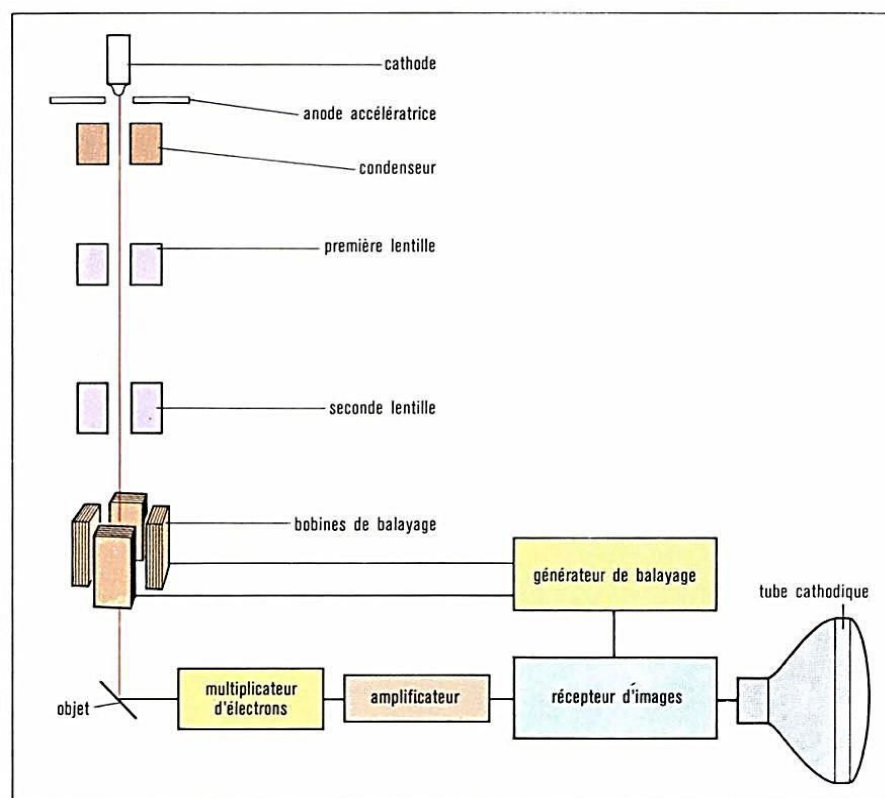 cathode
anode accélératrice
condenseur
première lentille
seconde lentille
bobines de balayage
générateur de balayage
tube cathodique
objet
multiplicateur
d'électrons
amplificateur
récepteur d'images